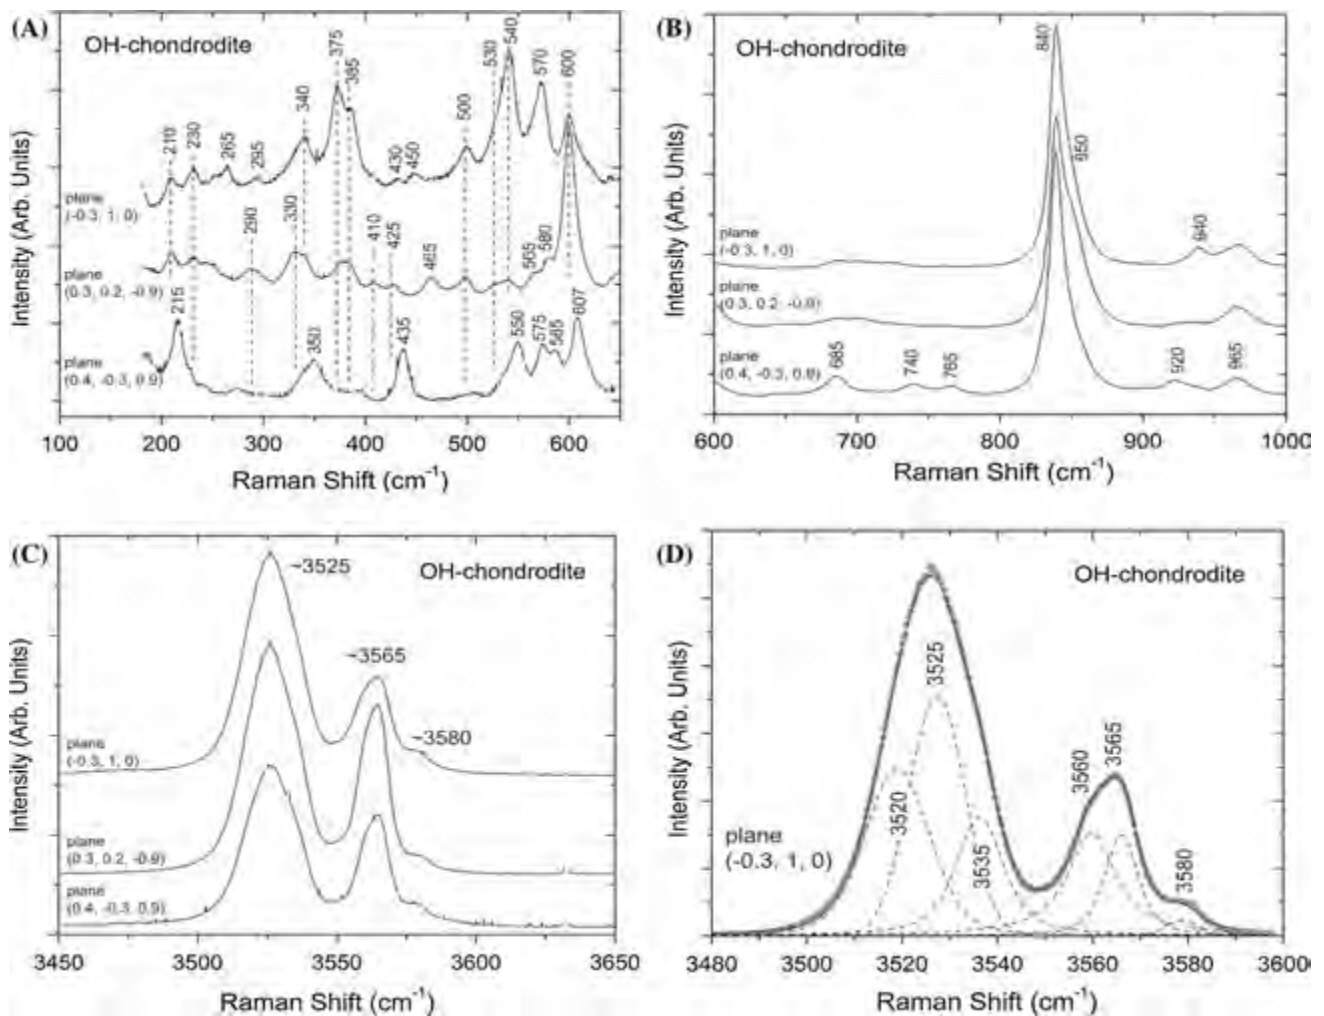 (A)
OH-chondrodite
210
230
265
295
340
375
385
430
450
500
530
540
570
600
plane
(-0.3, 1, 0)
290
330
410
425
465
565
580
plane
(0.3, 0.2, -0.9)
215
350
435
550
575
585
607
plane
(0.4, -0.3, 0.9)
Intensity (Arb. Units)
100 200 300 400 500 600
Raman Shift (cm⁻¹)
(B)
OH-chondrodite
840
850
940
plane
(-0.3, 1, 0)
plane
(0.3, 0.2, -0.9)
plane
(0.4, -0.3, 0.9)
685
740
765
920
965
Intensity (Arb. Units)
600 700 800 900 1000
Raman Shift (cm⁻¹)
(C)
OH-chondrodite
~3525
~3565
~3580
plane
(-0.3, 1, 0)
plane
(0.3, 0.2, -0.9)
plane
(0.4, -0.3, 0.9)
Intensity (Arb. Units)
3450 3500 3550 3600 3650
Raman Shift (cm⁻¹)
(D)
OH-chondrodite
3525
3520
3535
3560
3565
3580
plane
(-0.3, 1, 0)
Intensity (Arb. Units)
3480 3500 3520 3540 3560 3580 3600
Raman Shift (cm⁻¹)